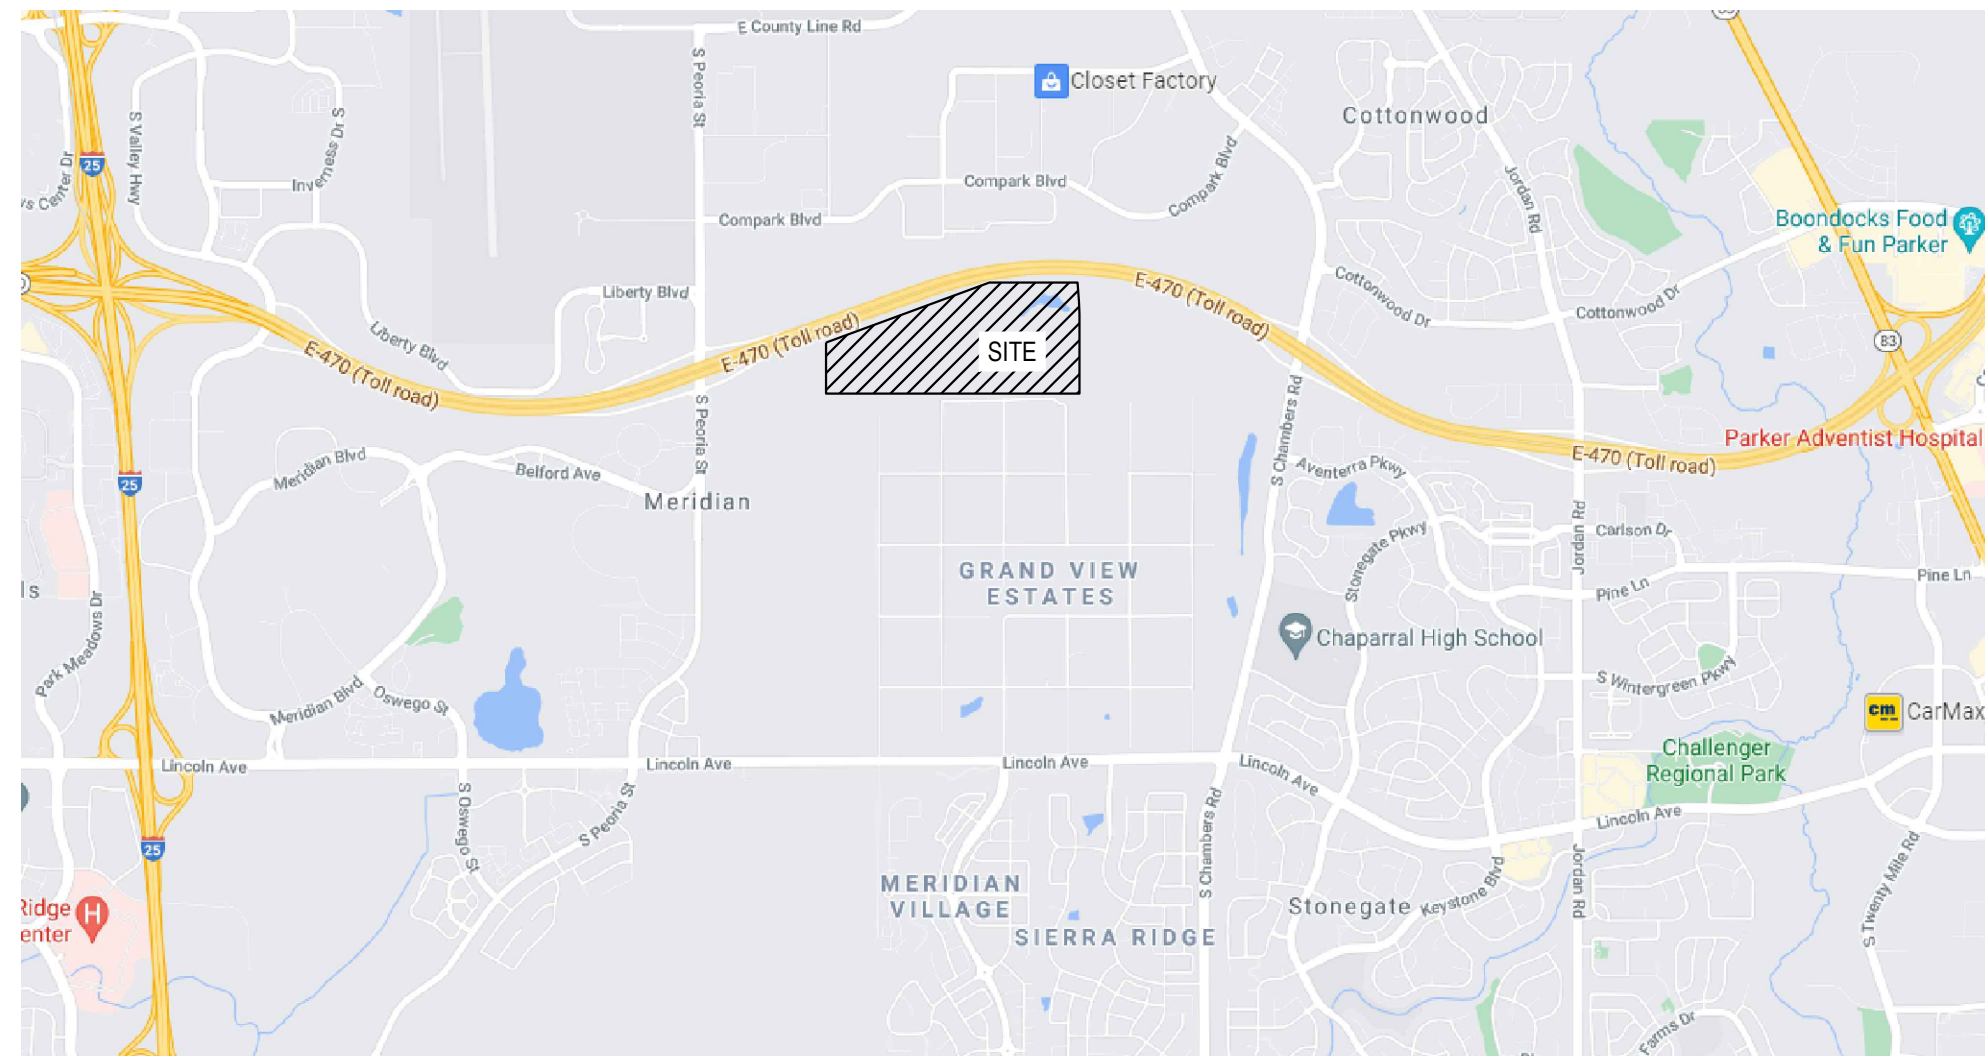 E County Line Rd
S Peoria St
Closet Factory
Cottonwood
25
S Valley Hwy
Inverness Dr S
Compark Blvd
Compark Blvd
Compark Blvd
Jordan Rd
Boondocks Food
& Fun Parker
Liberty Blvd
Liberty Blvd
E-470 (Toll road)
E-470 (Toll road)
E-470 (Toll road)
Cottonwood Dr
Cottonwood Dr
83
SITE
S Peoria St
S Chambers Rd
Parker Adventist Hospital
E-470 (Toll road)
Meridian Blvd
Belford Ave
Aventerra Pkwy
25
Meridian
Stonegate Pkwy
Jordan Rd
Carlson Dr
GRAND VIEW
ESTATES
Pine Ln
Pine Ln
ls
Park Meadows Dr
Chaparral High School
S Wintergreen Pkwy
Meridian Blvd
Oswego St
cm
CarMax
Challenger
Regional Park
Lincoln Ave
Lincoln Ave
Lincoln Ave
Lincoln Ave
Lincoln Ave
S Oswego St
S Peoria St
S Chambers Rd
25
S Twenty Mile Rd
Jordan Rd
MERIDIAN
VILLAGE
Stonegate
Keystone Blvd
Ridge
enter
H
SIERRA RIDGE
Farms Dr